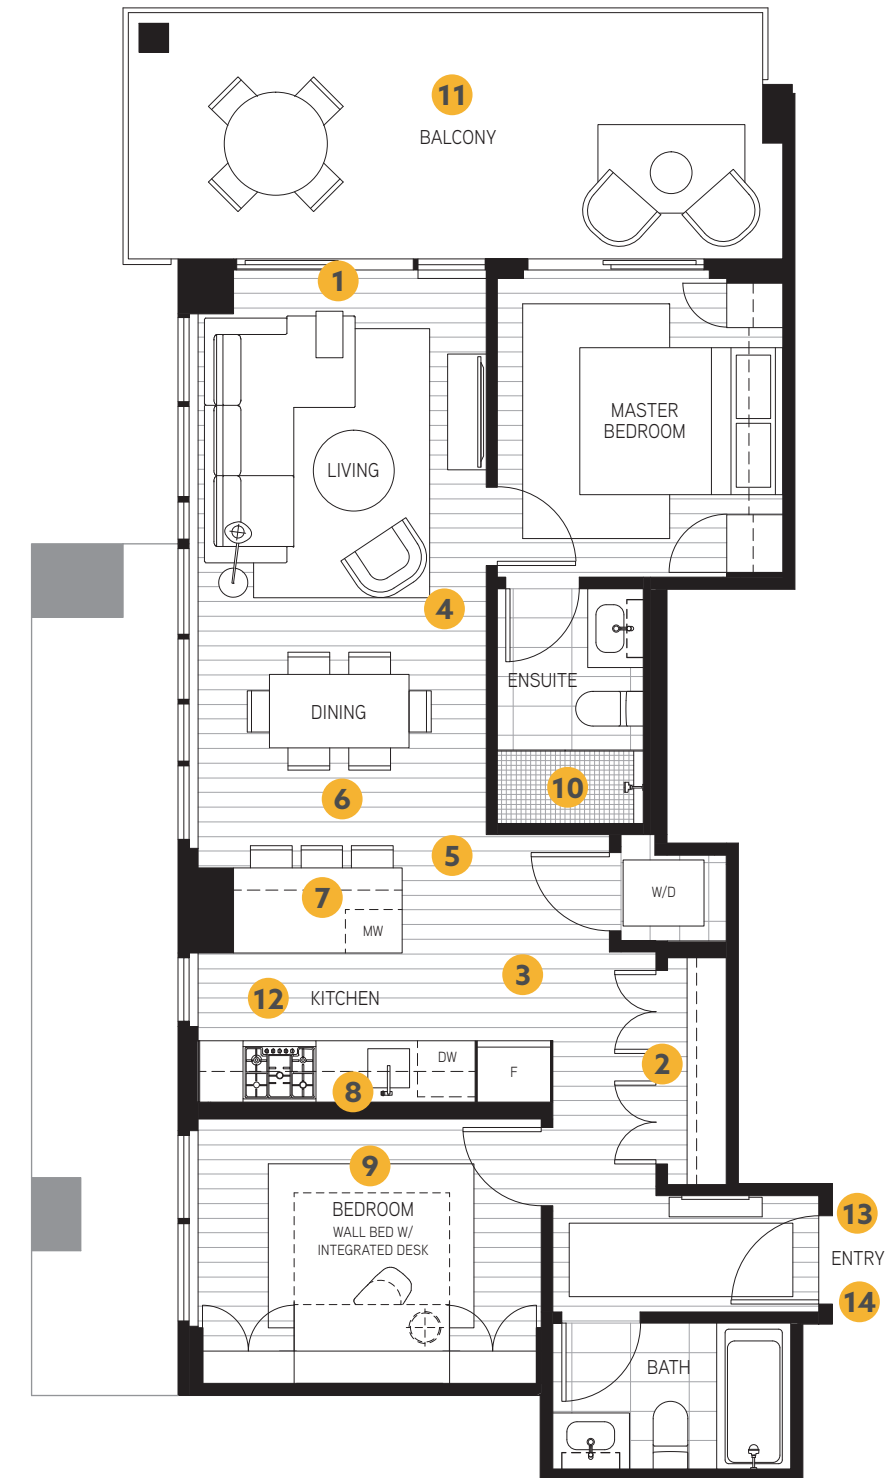 11
BALCONY
1
MASTER
BEDROOM
LIVING
4
ENSUITE
DINING
10
6
5
7
W/D
MW
3
12 KITCHEN
2
DW
F
8
9
BEDROOM
WALL BED W/
INTEGRATED DESK
13
ENTRY
14
BATH